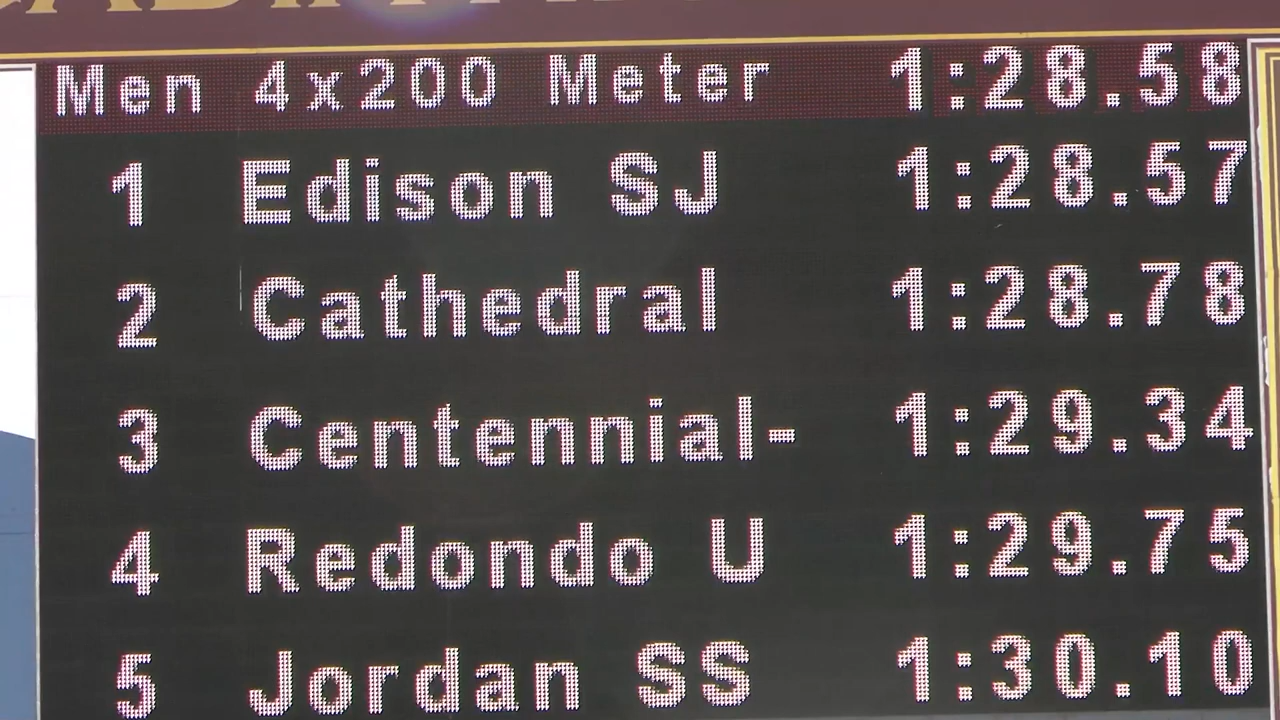 Men 4x200 Meter 1:28.58
1 Edison SJ 1:28.57
2 Cathedral 1:28.78
3 Centennial- 1:29.34
4 Redondo U 1:29.75
5 Jordan SS 1:30.10